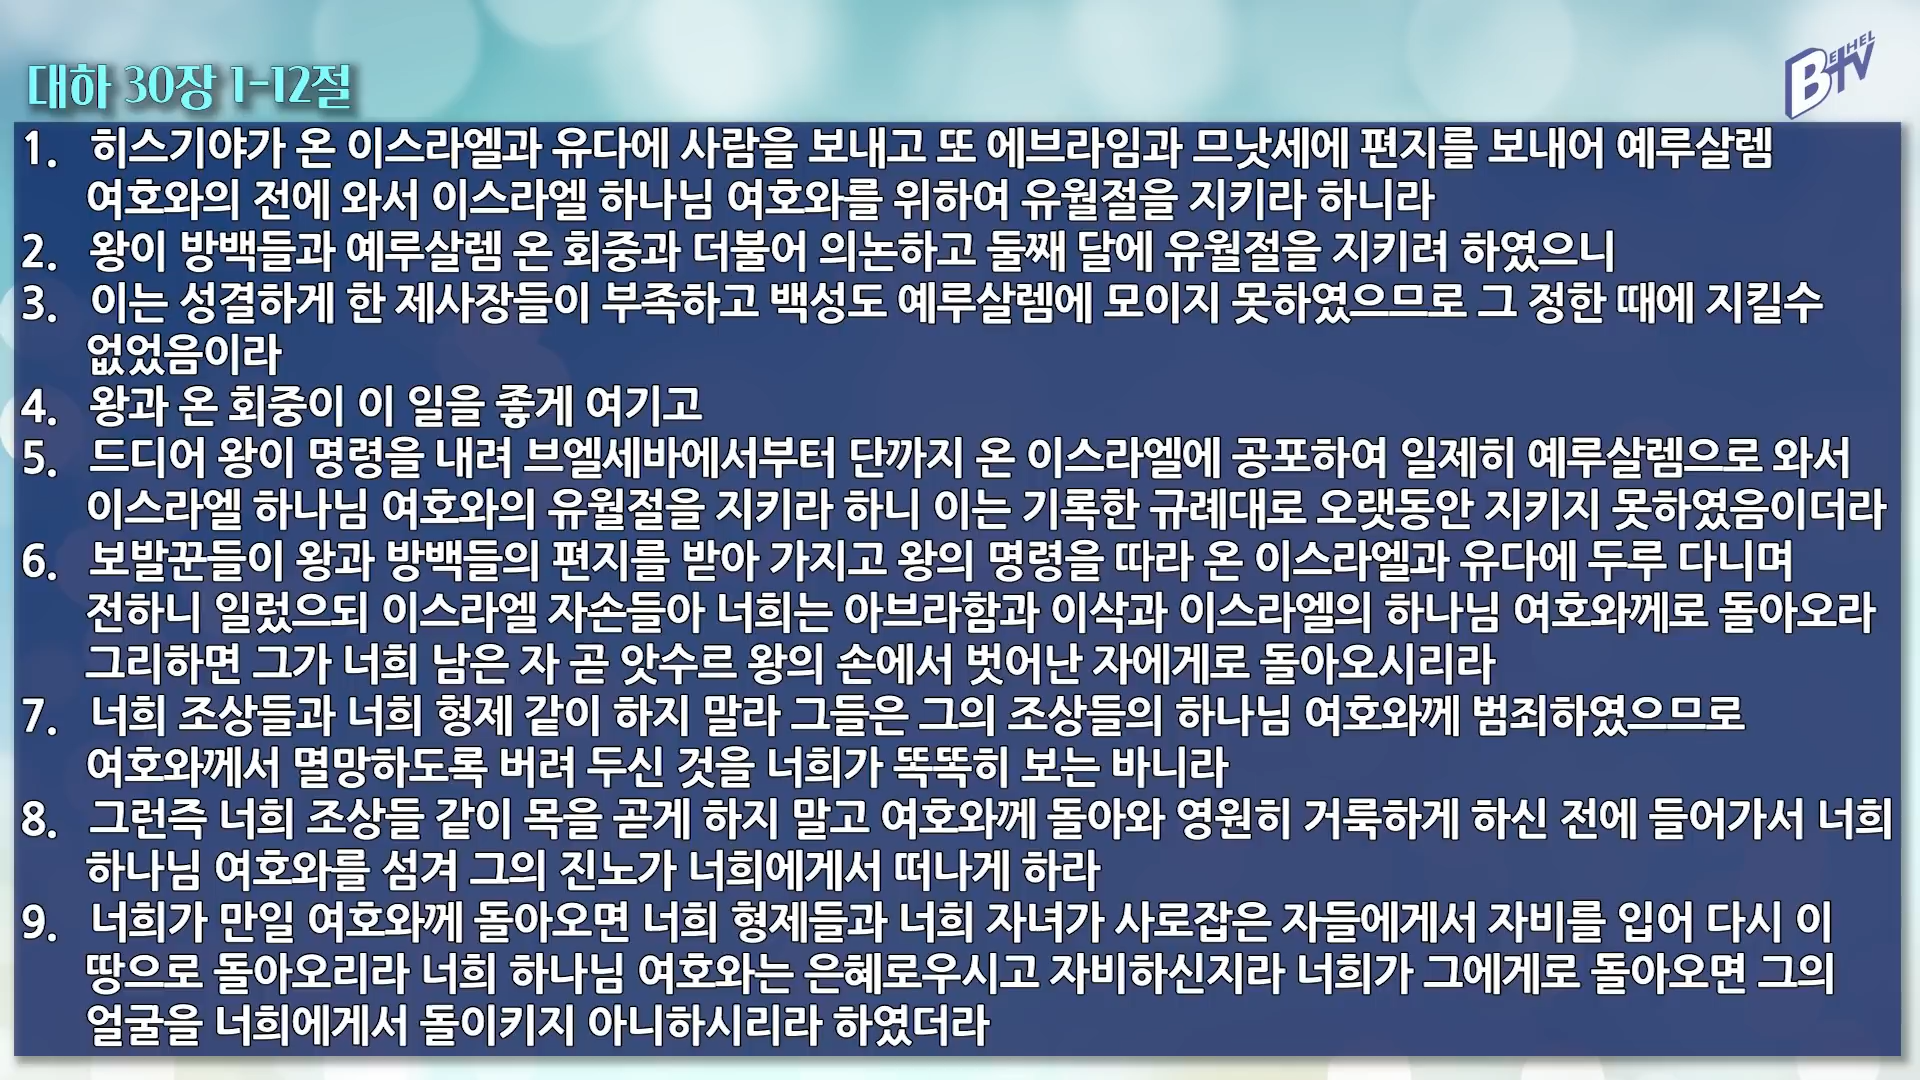 대하 30장 1-12절
BETHEL TV
1. 히스기야가 온 이스라엘과 유다에 사람을 보내고 또 에브라임과 므낫세에 편지를 보내어 예루살렘
여호와의 전에 와서 이스라엘 하나님 여호와를 위하여 유월절을 지키라 하니라
2. 왕이 방백들과 예루살렘 온 회중과 더불어 의논하고 둘째 달에 유월절을 지키려 하였으니
3. 이는 성결하게 한 제사장들이 부족하고 백성도 예루살렘에 모이지 못하였으므로 그 정한 때에 지킬수
없었음이라
4. 왕과 온 회중이 이 일을 좋게 여기고
5. 드디어 왕이 명령을 내려 브엘세바에서부터 단까지 온 이스라엘에 공포하여 일제히 예루살렘으로 와서
이스라엘 하나님 여호와의 유월절을 지키라 하니 이는 기록한 규례대로 오랫동안 지키지 못하였음이더라
6. 보발꾼들이 왕과 방백들의 편지를 받아 가지고 왕의 명령을 따라 온 이스라엘과 유다에 두루 다니며
전하니 일렀으되 이스라엘 자손들아 너희는 아브라함과 이삭과 이스라엘의 하나님 여호와께로 돌아오라
그리하면 그가 너희 남은 자 곧 앗수르 왕의 손에서 벗어난 자에게로 돌아오시리라
7. 너희 조상들과 너희 형제 같이 하지 말라 그들은 그의 조상들의 하나님 여호와께 범죄하였으므로
여호와께서 멸망하도록 버려 두신 것을 너희가 똑똑히 보는 바니라
8. 그런즉 너희 조상들 같이 목을 곧게 하지 말고 여호와께 돌아와 영원히 거룩하게 하신 전에 들어가서 너희
하나님 여호와를 섬겨 그의 진노가 너희에게서 떠나게 하라
9. 너희가 만일 여호와께 돌아오면 너희 형제들과 너희 자녀가 사로잡은 자들에게서 자비를 입어 다시 이
땅으로 돌아오리라 너희 하나님 여호와는 은혜로우시고 자비하신지라 너희가 그에게로 돌아오면 그의
얼굴을 너희에게서 돌이키지 아니하시리라 하였더라